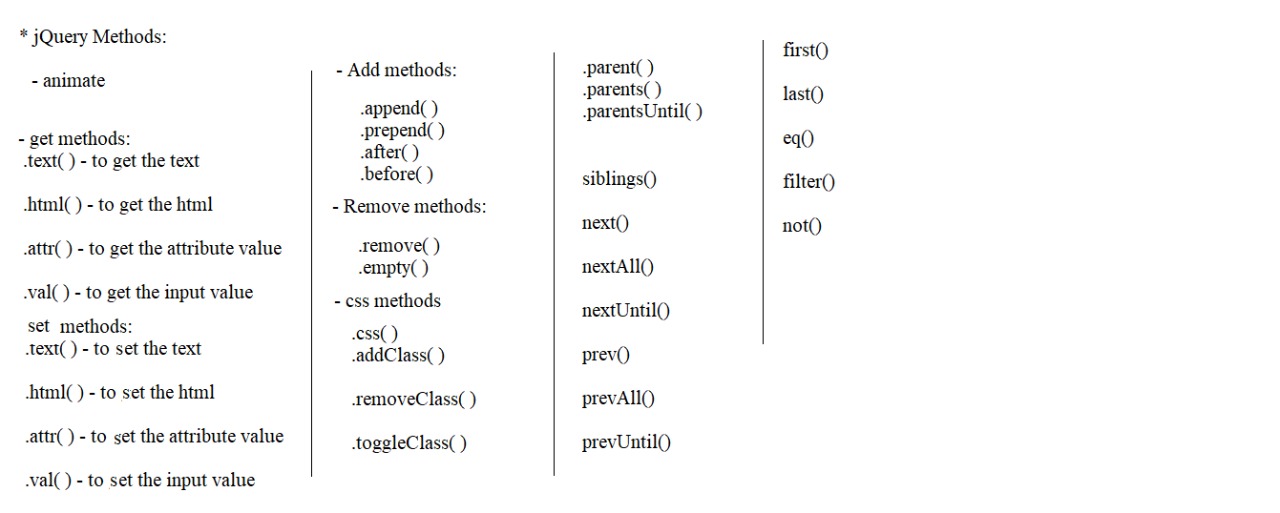 * jQuery Methods:
- animate
- get methods:
.text( ) - to get the text
.html( ) - to get the html
.attr( ) - to get the attribute value
.val( ) - to get the input value
set methods:
.text( ) - to set the text
.html( ) - to set the html
.attr( ) - to set the attribute value
.val( ) - to set the input value
- Add methods:
.append( )
.prepend( )
.after( )
.before( )
- Remove methods:
.remove( )
.empty( )
- css methods
.css( )
.addClass( )
.removeClass( )
.toggleClass( )
.parent( )
.parents( )
.parentsUntil( )
siblings()
next()
nextAll()
nextUntil()
prev()
prevAll()
prevUntil()
first()
last()
eq()
filter()
not()